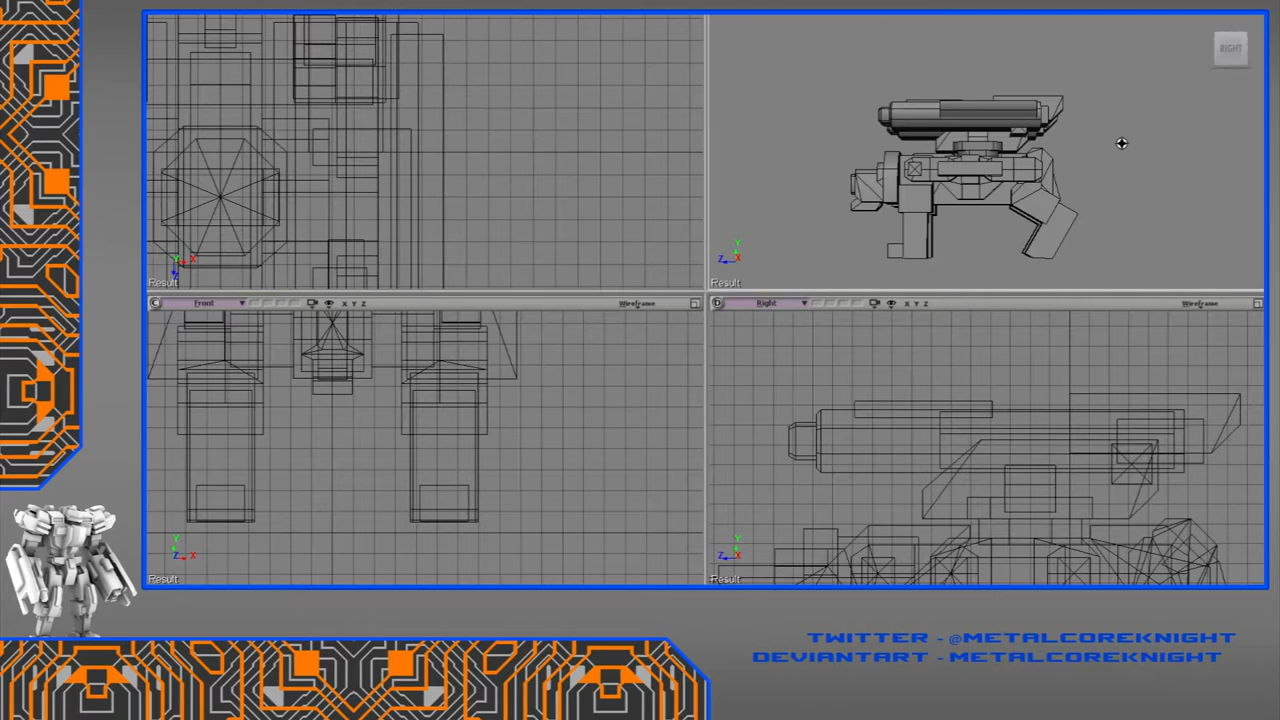 RIGHT
Y X
Z
Result
Y
Z X
Result
C Front X Y Z Wireframe
D Right X Y Z Wireframe
Y
Z X
Result
Y
Z X
Result
TWITTER - @METALCOREKNIGHT
DEVIANTART - METALCOREKNIGHT